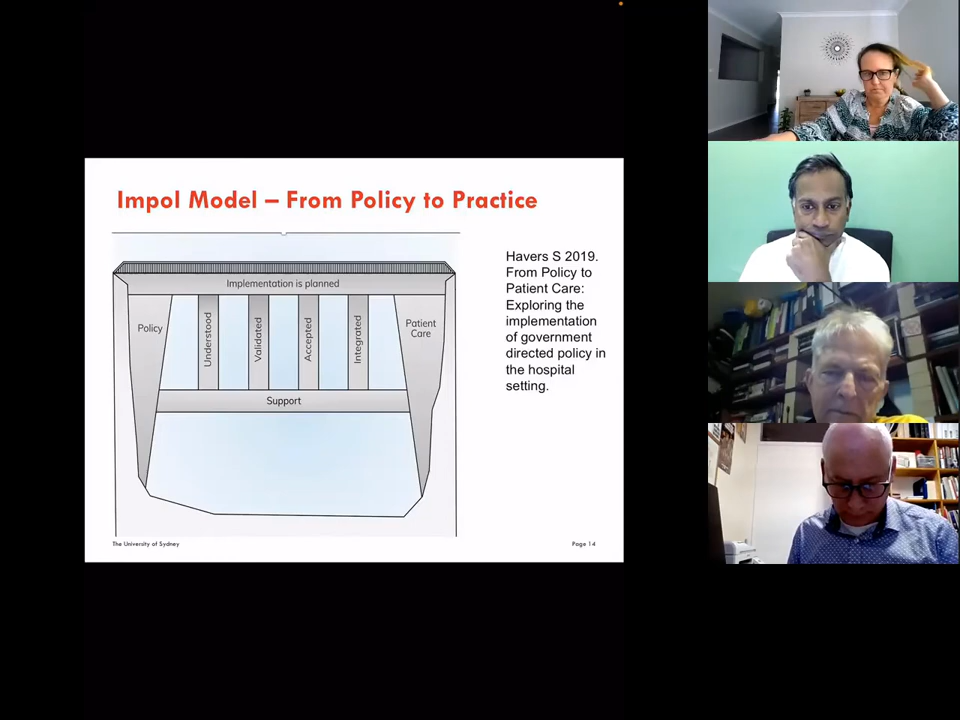 Impol Model – From Policy to Practice
Implementation is planned
Policy
Understood
Validated
Accepted
Integrated
Patient
Care
Support
Havers S 2019.
From Policy to
Patient Care:
Exploring the
implementation
of government
directed policy in
the hospital
setting.
The University of Sydney
Page 14